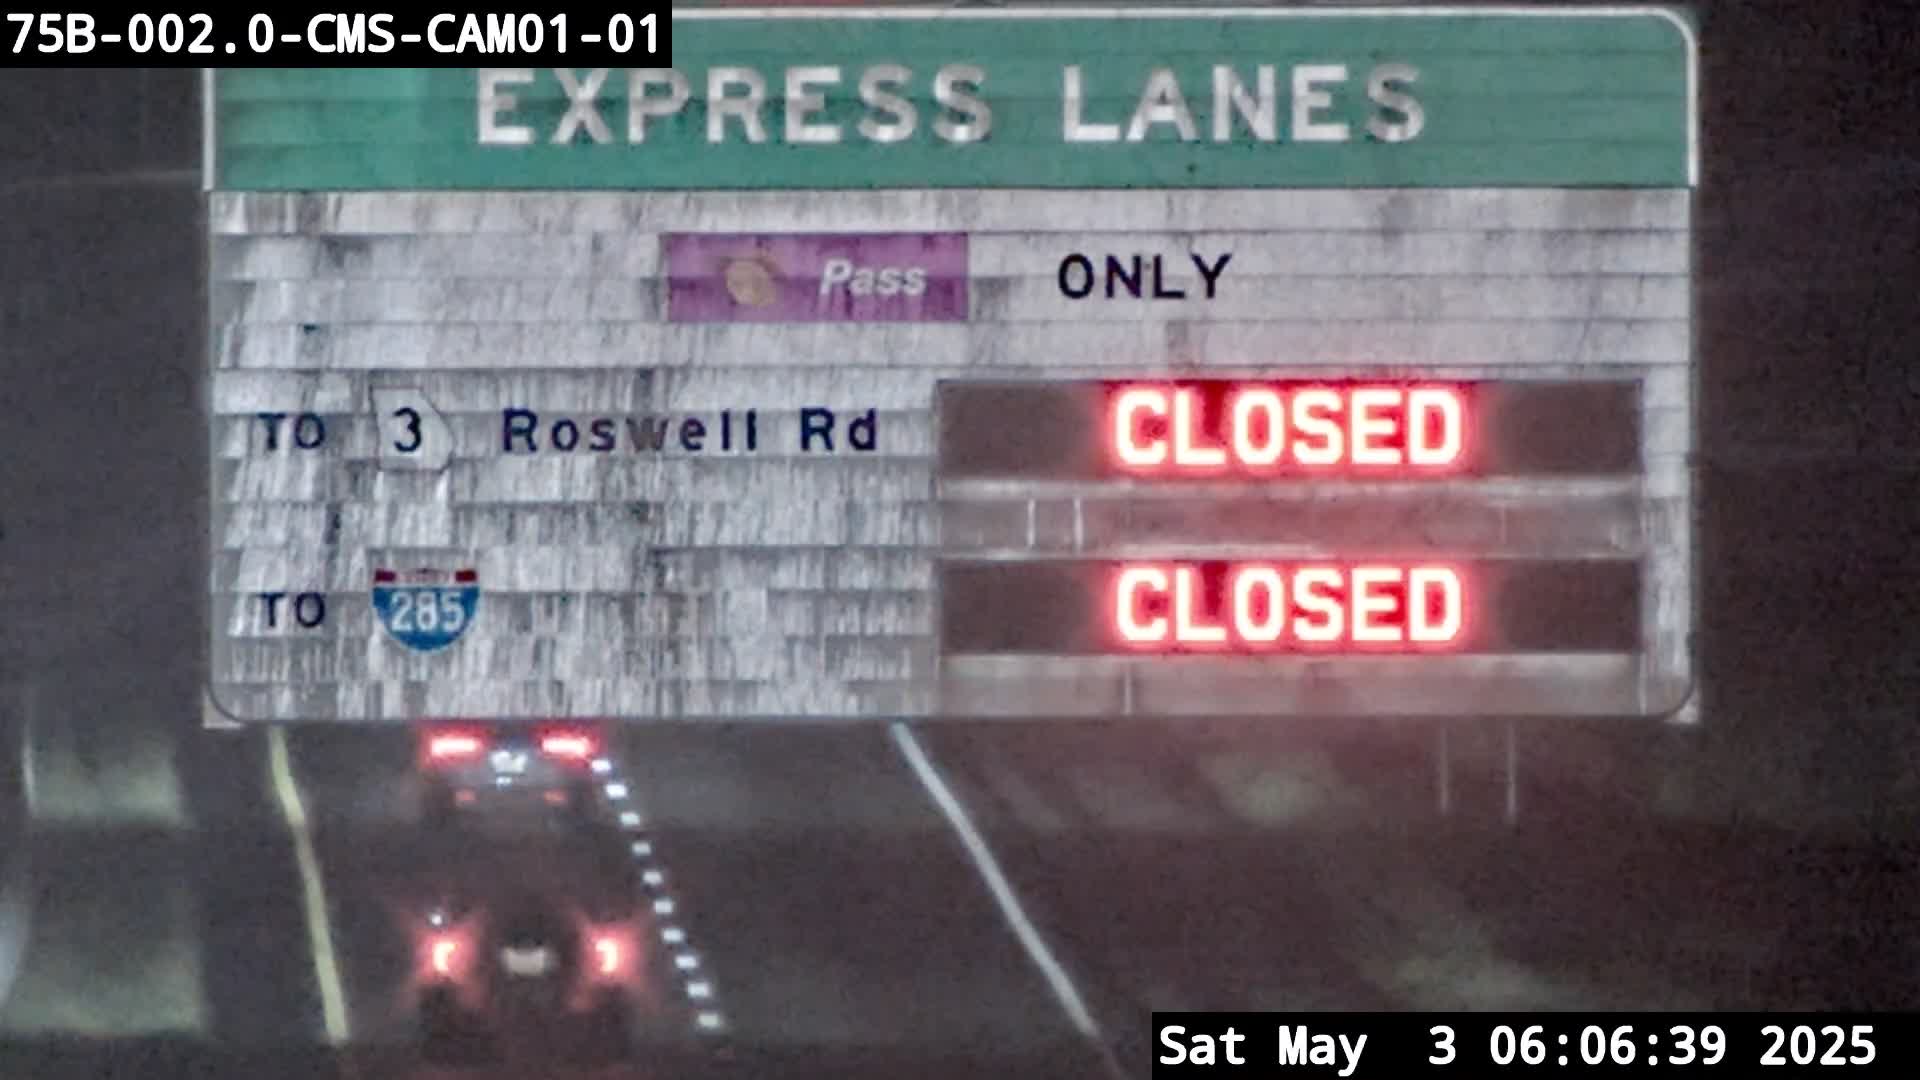 75B-002.0-CMS-CAM01-01
EXPRESS LANES
Pass ONLY
TO 3 Roswell Rd CLOSED
TO 285 CLOSED
Sat May 3 06:06:39 2025